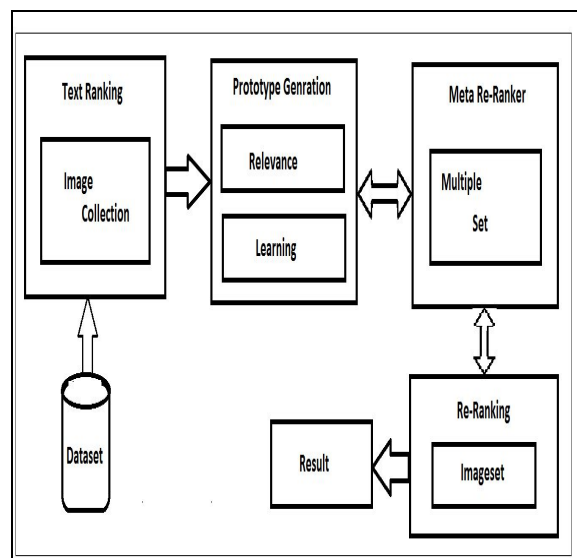 Text Ranking
Image
Collection
Prototype Genration
Relevance
Learning
Meta Re-Ranker
Multiple
Set
Dataset
Result
Re-Ranking
Imageset